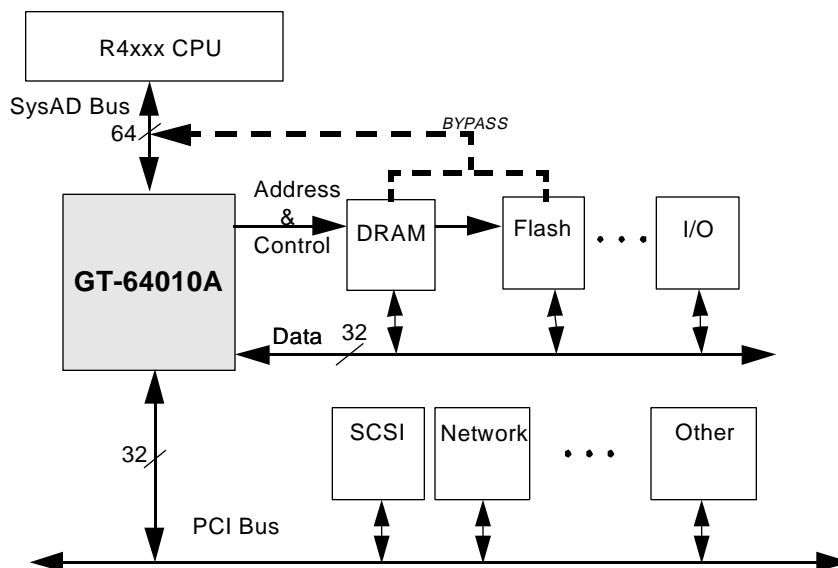 R4xxx CPU
SysAD Bus
64
BYPASS
Address
&
Control
DRAM
Flash
I/O
GT-64010A
Data
32
SCSI
Network
Other
32
PCI Bus